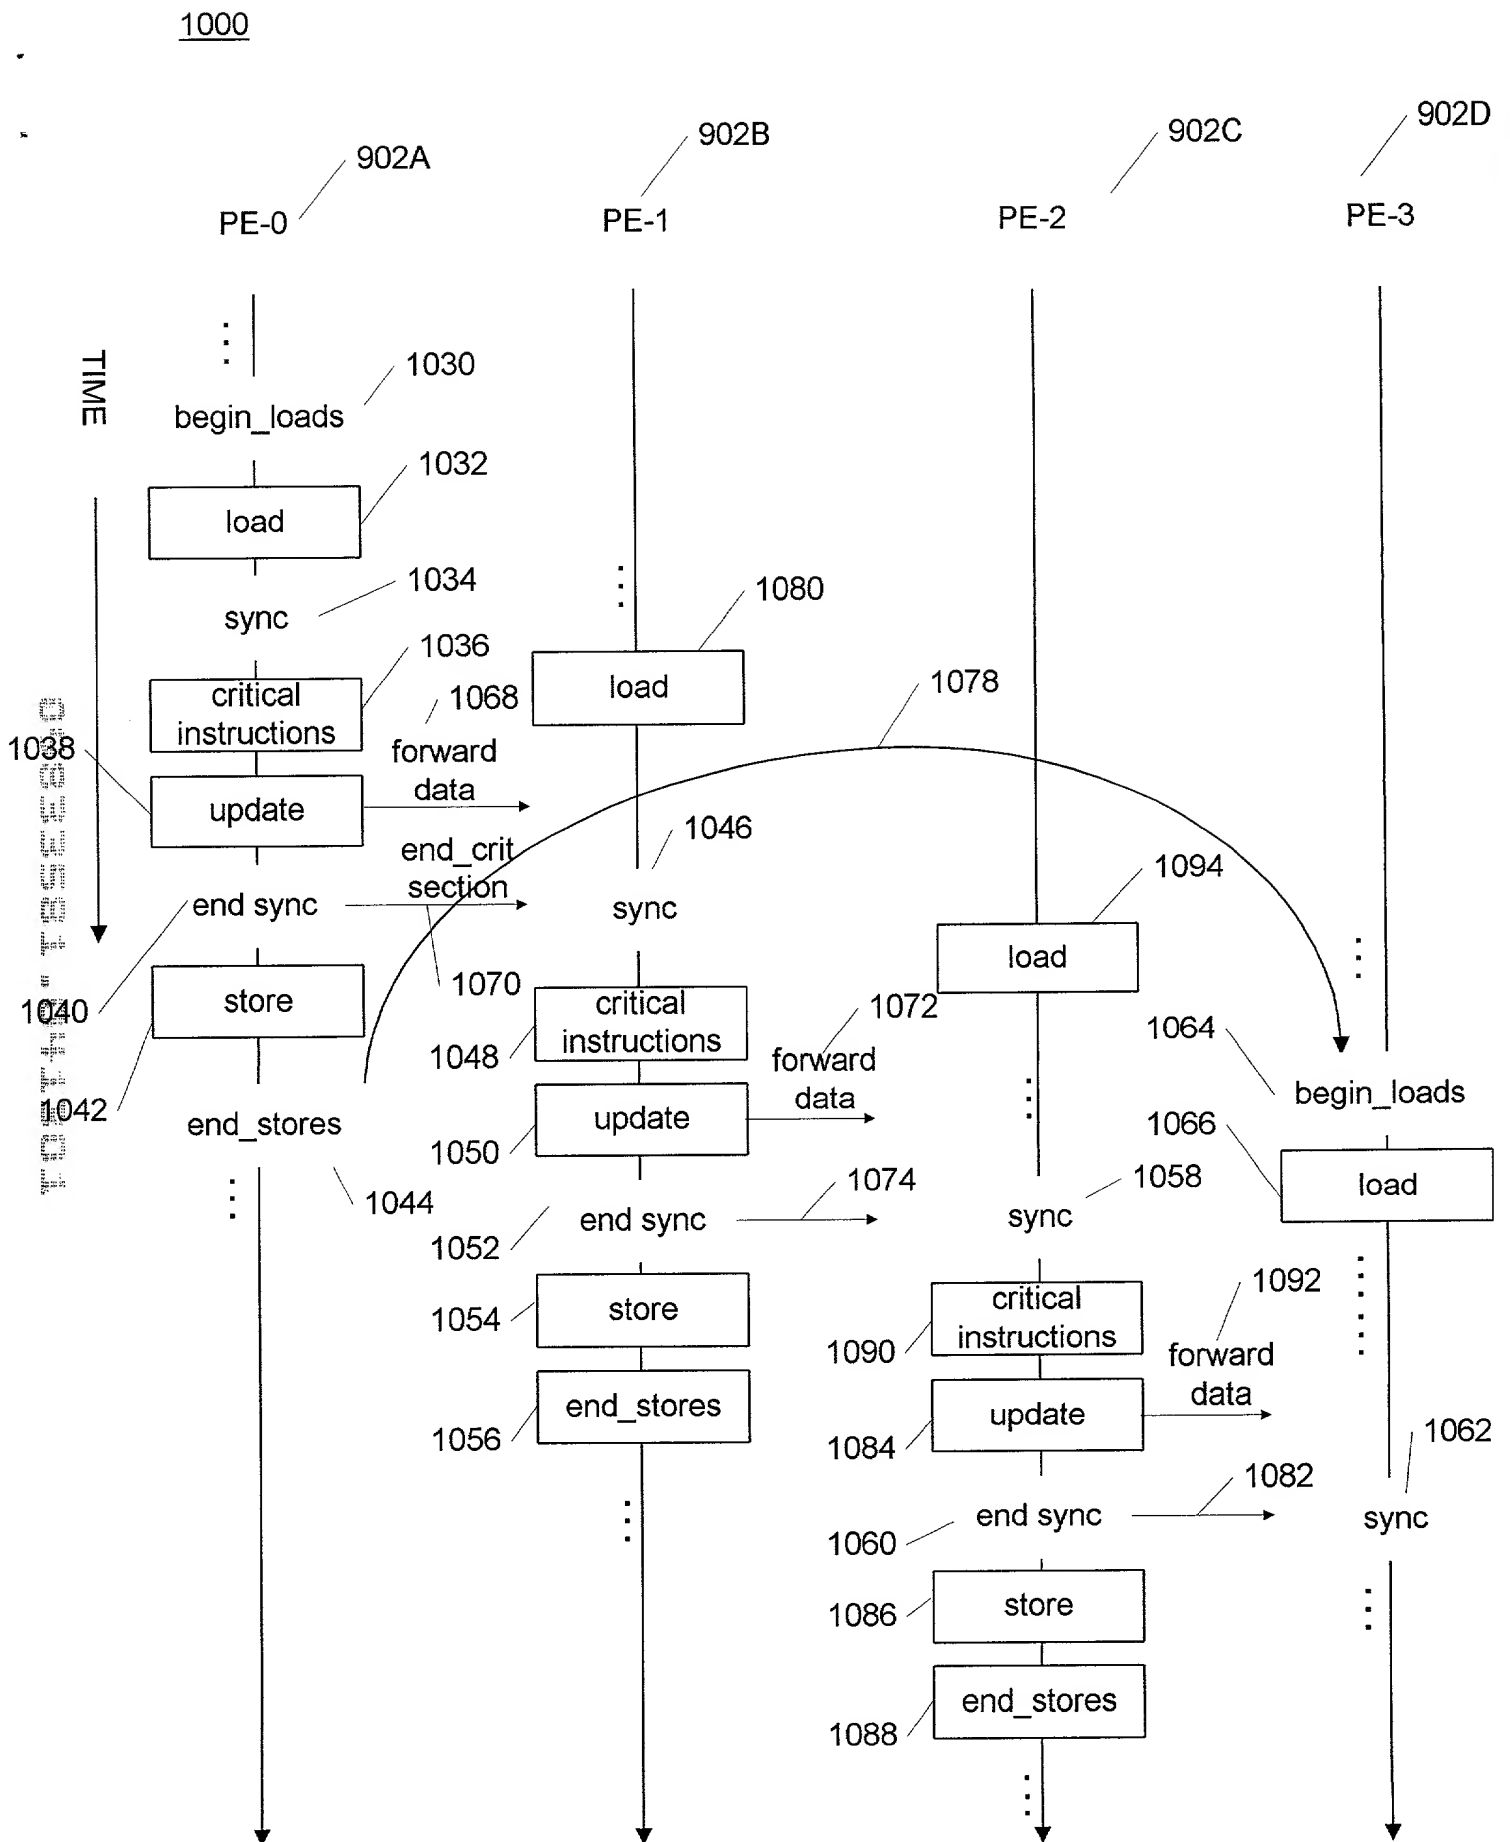 1000
902A
902B
902C
902D
PE-0
PE-1
PE-2
PE-3
TIME
begin_loads
1030
load
1032
sync
1034
critical
instructions
1036
1038
update
forward
data
1068
end sync
1040
end_crit
section
1070
store
1042
end_stores
1044
load
1080
1078
sync
1046
critical
instructions
1048
update
1050
forward
data
1072
end sync
1052
1074
store
1054
end_stores
1056
load
1094
sync
1058
critical
instructions
1090
update
1084
forward
data
1092
end sync
1060
1082
store
1086
end_stores
1088
begin_loads
1064
load
1066
sync
1062